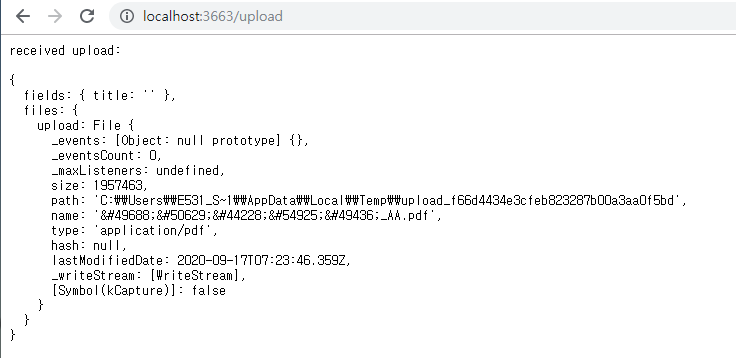 localhost:3663/upload
received upload:
{
  fields: { title: '' },
  files: {
    upload: File {
      _events: [Object: null prototype] {},
      _eventsCount: 0,
      _maxListeners: undefined,
      size: 1957463,
      path: 'C:₩₩Users₩₩E531_S~1₩₩AppData₩₩Local₩₩Temp₩₩upload_f66d4434e3cfeb823287b00a3aa0f5bd',
      name: '&#49688;&#50629;&#44228;&#54925;&#49436;_AA.pdf',
      type: 'application/pdf',
      hash: null,
      lastModifiedDate: 2020-09-17T07:23:46.359Z,
      _writeStream: [WriteStream],
      [Symbol(kCapture)]: false
    }
  }
}